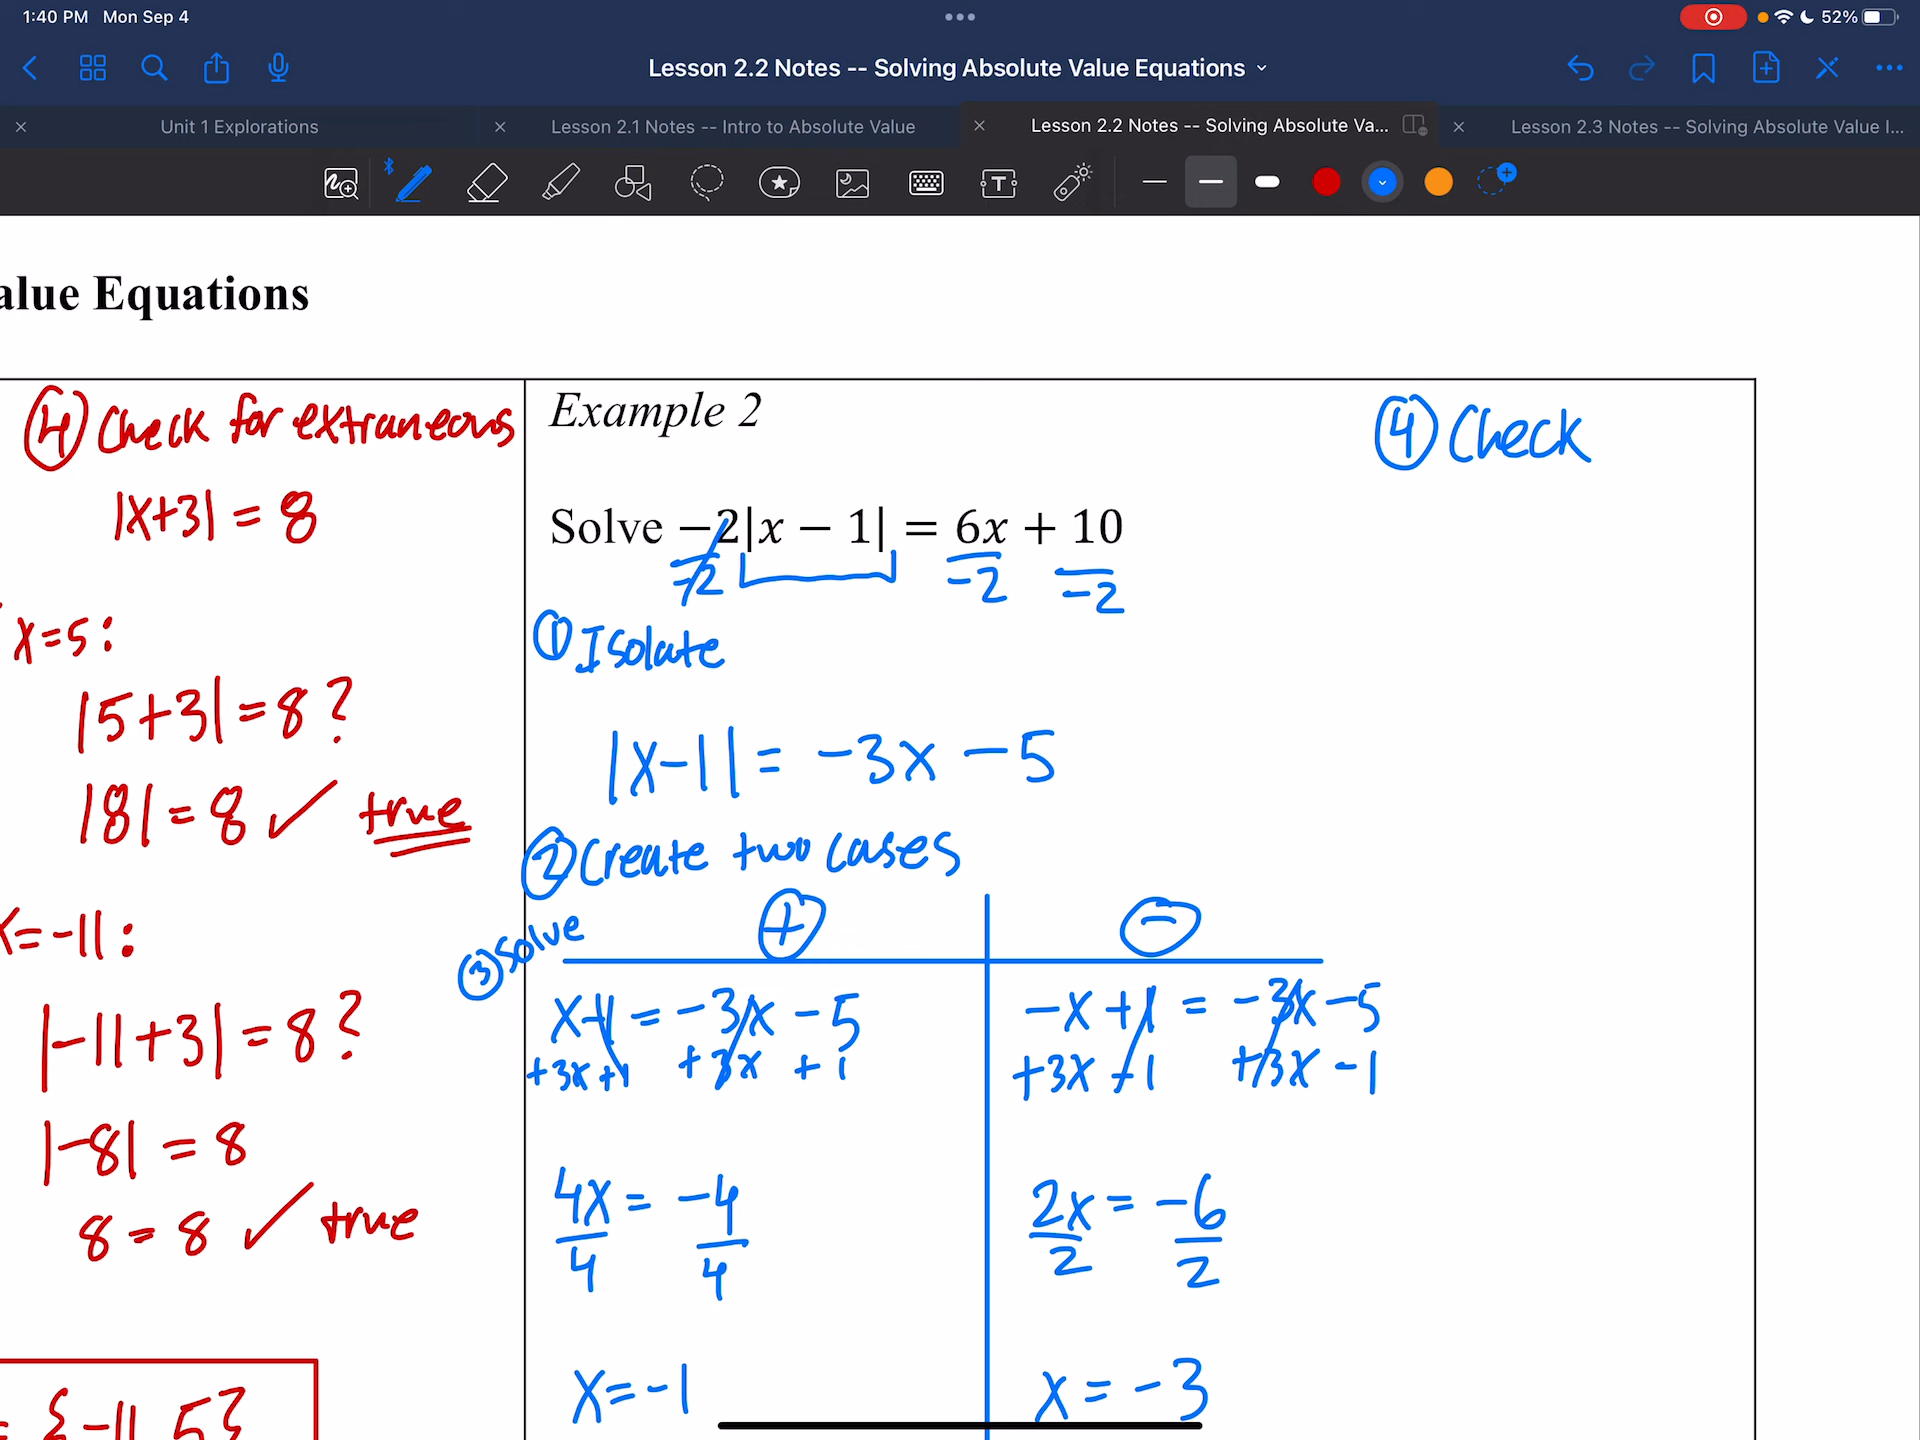 1:40 PM Mon Sep 4
52%
Lesson 2.2 Notes -- Solving Absolute Value Equations
Unit 1 Explorations
Lesson 2.1 Notes -- Intro to Absolute Value
Lesson 2.2 Notes -- Solving Absolute Va...
Lesson 2.3 Notes -- Solving Absolute Value I...
alue Equations
④ Check for extraneous
|x+3| = 8
x=5:
|5+3| = 8?
|8| = 8 ✓ true
x=-11:
|-11+3| = 8?
|-8| = 8
8 = 8 ✓ true
= {-11, 5}
Example 2
④ Check
Solve −2|x − 1| = 6x + 10
-2 -2 -2
① Isolate
|x-1| = -3x -5
② Create two cases
③ Solve
+ −
x-1 = -3x -5
+3x +1 +3x +1
4x = -4
4 4
x = -1
-x+1 = -3x-5
+3x -1 +3x -1
2x = -6
2 2
x = -3